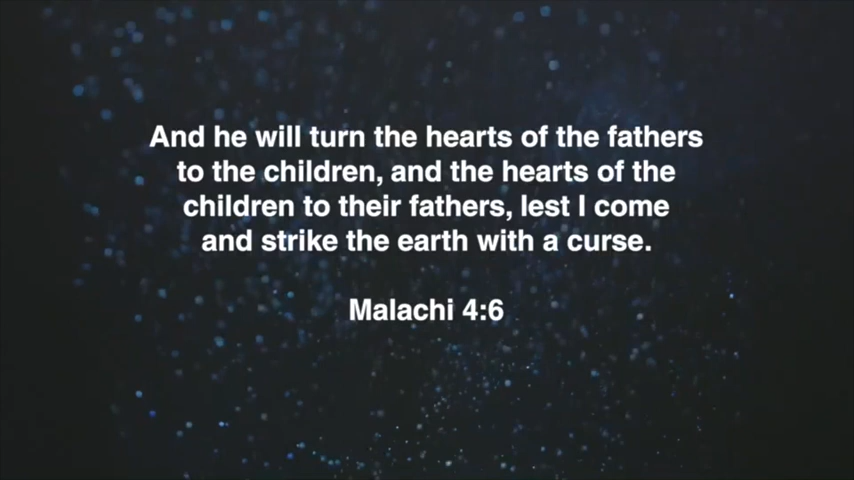 And he will turn the hearts of the fathers
to the children, and the hearts of the
children to their fathers, lest I come
and strike the earth with a curse.
Malachi 4:6